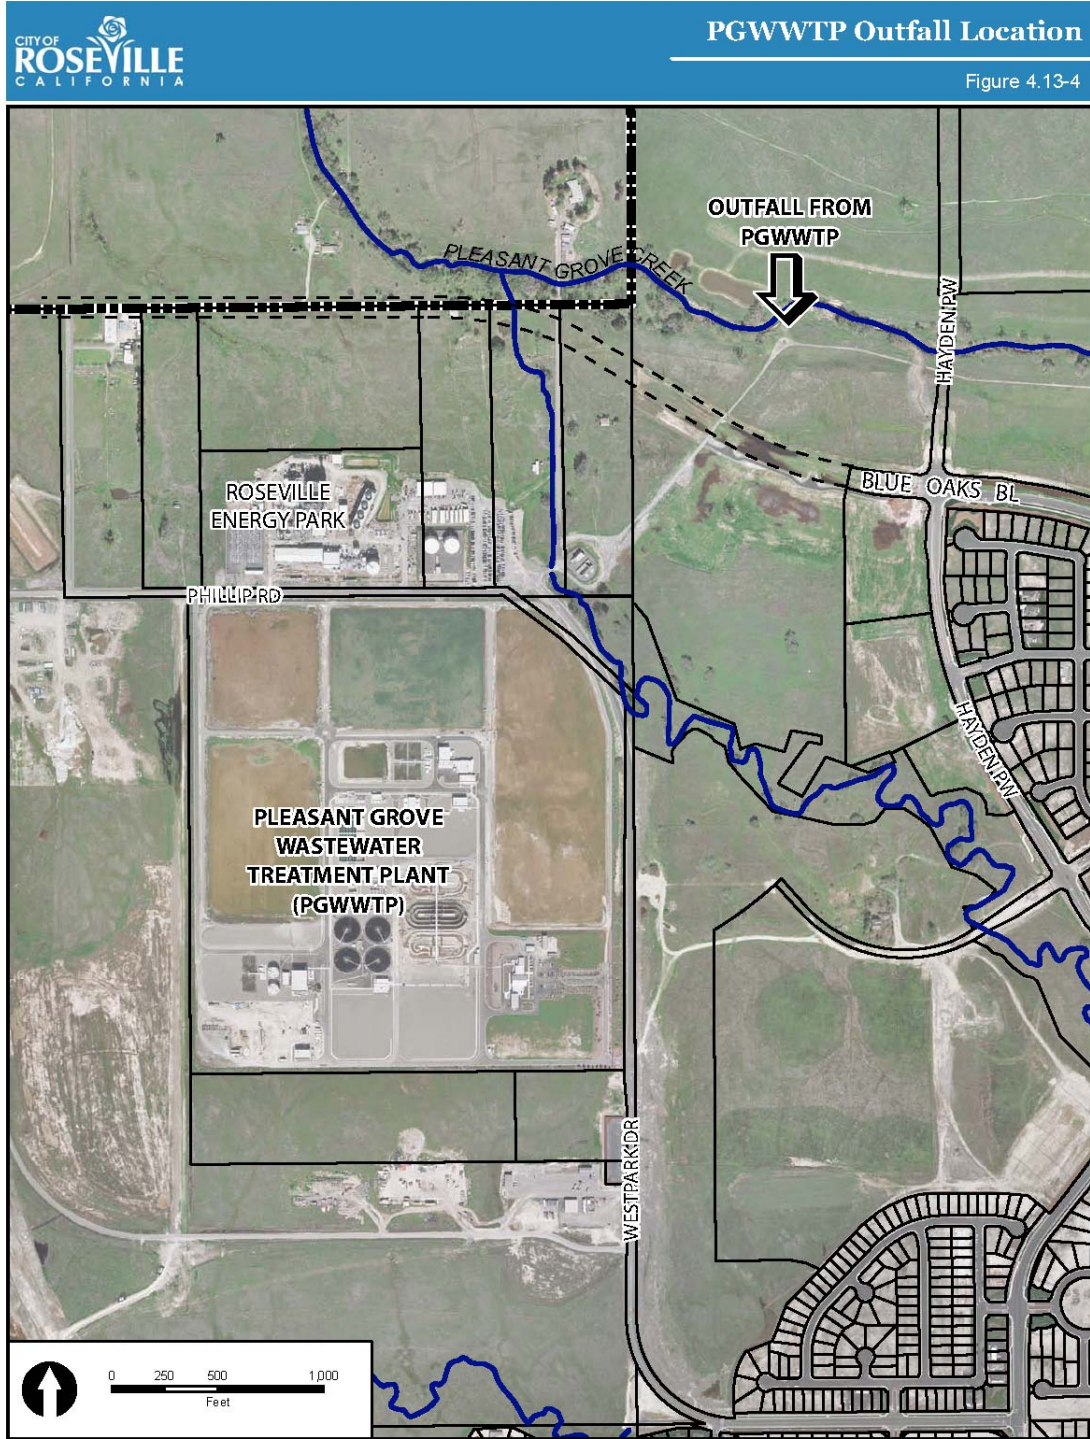 CITY OF
ROSEVILLE
CALIFORNIA
PGWWTP Outfall Location
Figure 4.13-4
OUTFALL FROM
PGWWTP
PLEASANT GROVE CREEK
HAYDEN PW
BLUE OAKS BL
ROSEVILLE
ENERGY PARK
PHILLIP RD
HAYDEN PW
PLEASANT GROVE
WASTEWATER
TREATMENT PLANT
(PGWWTP)
WESTPARK DR
0 250 500 1,000
Feet